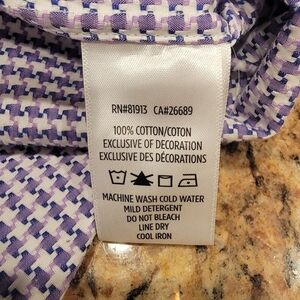 RN#81913 CA#26689
100% COTTON/COTON
EXCLUSIVE OF DECORATION
EXCLUSIVE DES DÉCORATIONS
MACHINE WASH COLD WATER
MILD DETERGENT
DO NOT BLEACH
LINE DRY
COOL IRON